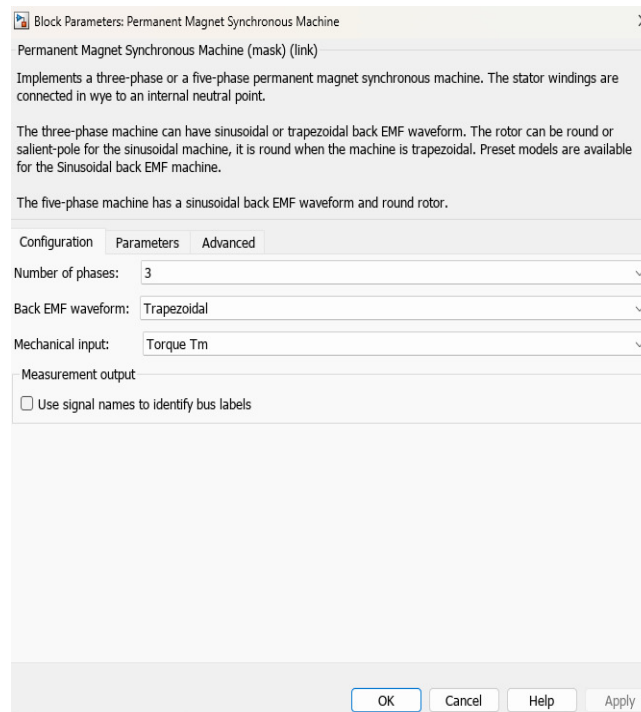 Block Parameters: Permanent Magnet Synchronous Machine
Permanent Magnet Synchronous Machine (mask) (link)
Implements a three-phase or a five-phase permanent magnet synchronous machine. The stator windings are
connected in wye to an internal neutral point.
The three-phase machine can have sinusoidal or trapezoidal back EMF waveform. The rotor can be round or
salient-pole for the sinusoidal machine, it is round when the machine is trapezoidal. Preset models are available
for the Sinusoidal back EMF machine.
The five-phase machine has a sinusoidal back EMF waveform and round rotor.
Configuration Parameters Advanced
Number of phases: 3
Back EMF waveform: Trapezoidal
Mechanical input: Torque Tm
Measurement output
Use signal names to identify bus labels
OK Cancel Help Apply